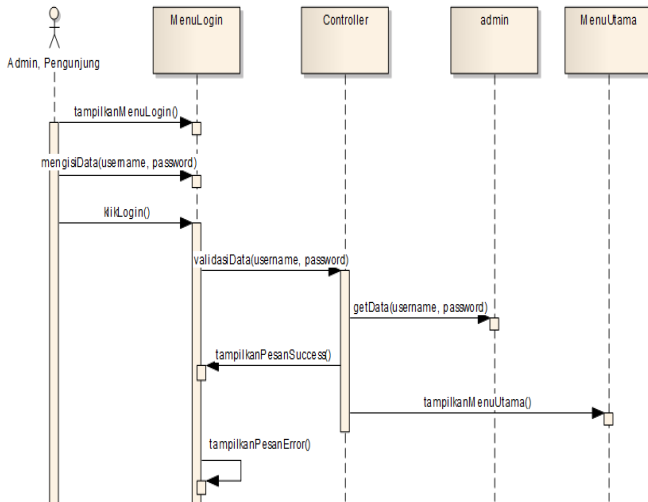 MenuLogin
Controller
admin
MenuUtama
Admin, Pengunjung
tampilkanMenuLogin()
mengisiData(username, password)
klikLogin()
validasiData(username, password)
getData(username, password)
tampilkanPesanSuccess()
tampilkanMenuUtama()
tampilkanPesanError()